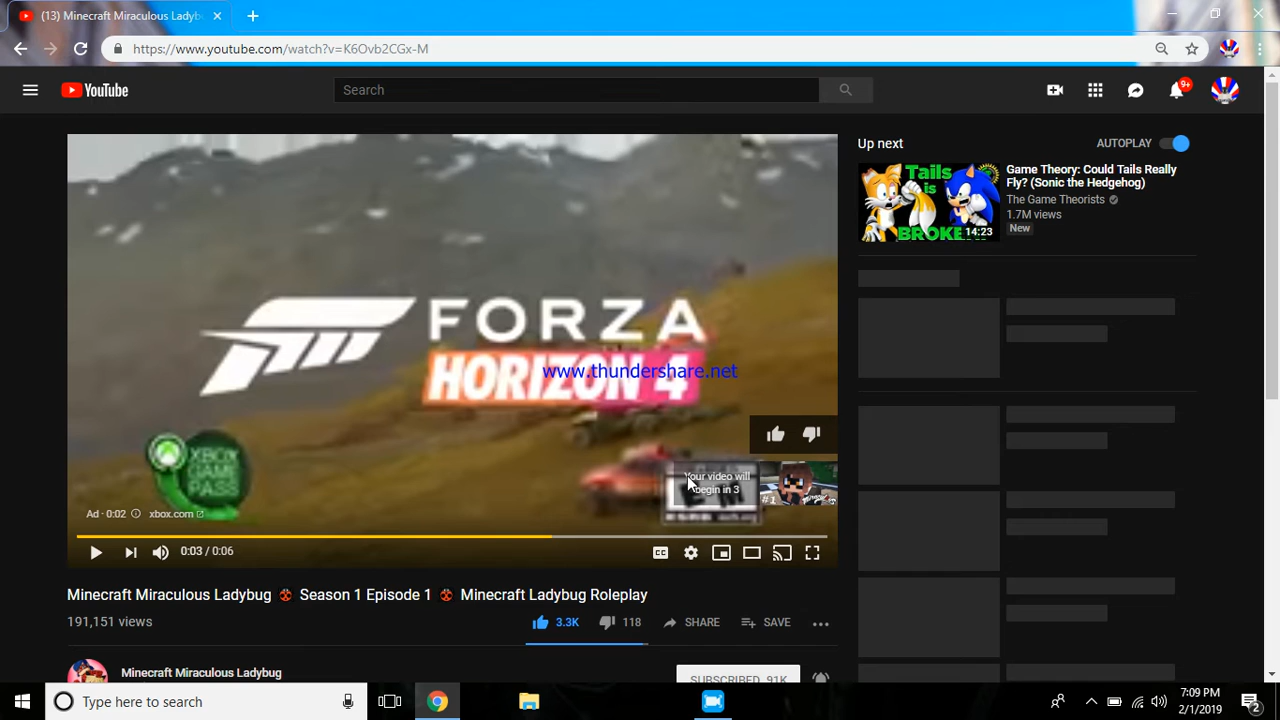 (13) Minecraft Miraculous Ladyb
https://www.youtube.com/watch?v=K6Ovb2CGx-M
YouTube
Search
9+
Up next
AUTOPLAY
Tails is BROKE
14:23
Game Theory: Could Tails Really Fly? (Sonic the Hedgehog)
The Game Theorists
1.7M views
New
FORZA
HORIZON 4
www.thundershare.net
XBOX
GAME
PASS
Your video will
begin in 3
#1
Ad · 0:02
xbox.com
0:03 / 0:06
CC
Minecraft Miraculous Ladybug 🐞 Season 1 Episode 1 🐞 Minecraft Ladybug Roleplay
191,151 views
3.3K
118
SHARE
SAVE
Minecraft Miraculous Ladybug
SUBSCRIBED 91K
Type here to search
7:09 PM
2/1/2019
2